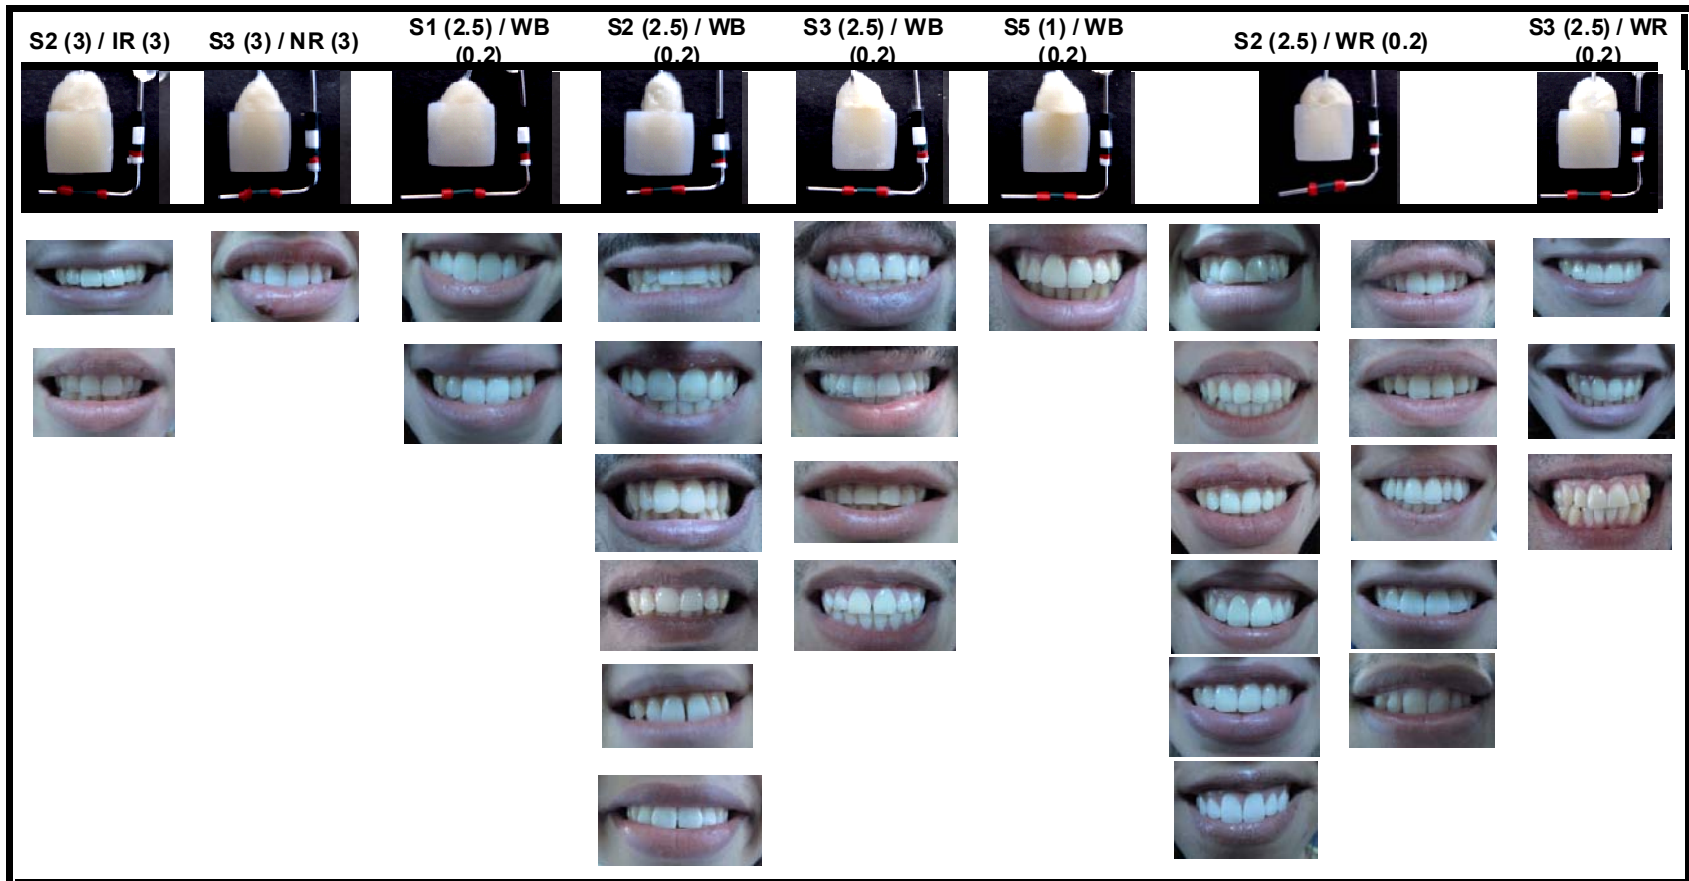 S2 (3) / IR (3)
S3 (3) / NR (3)
S1 (2.5) / WB
(0.2)
S2 (2.5) / WB
(0.2)
S3 (2.5) / WB
(0.2)
S5 (1) / WB
(0.2)
S2 (2.5) / WR (0.2)
S3 (2.5) / WR
(0.2)